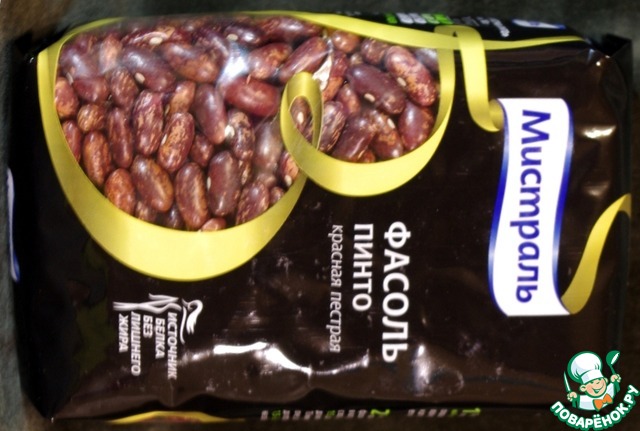 Мистраль
ФАСОЛЬ
ПИНТО
красная пестрая
ИСТОЧНИК
БЕЛКА
БЕЗ
ЛИШНЕГО
ЖИРА
ПОВАРЁНОК.РУ